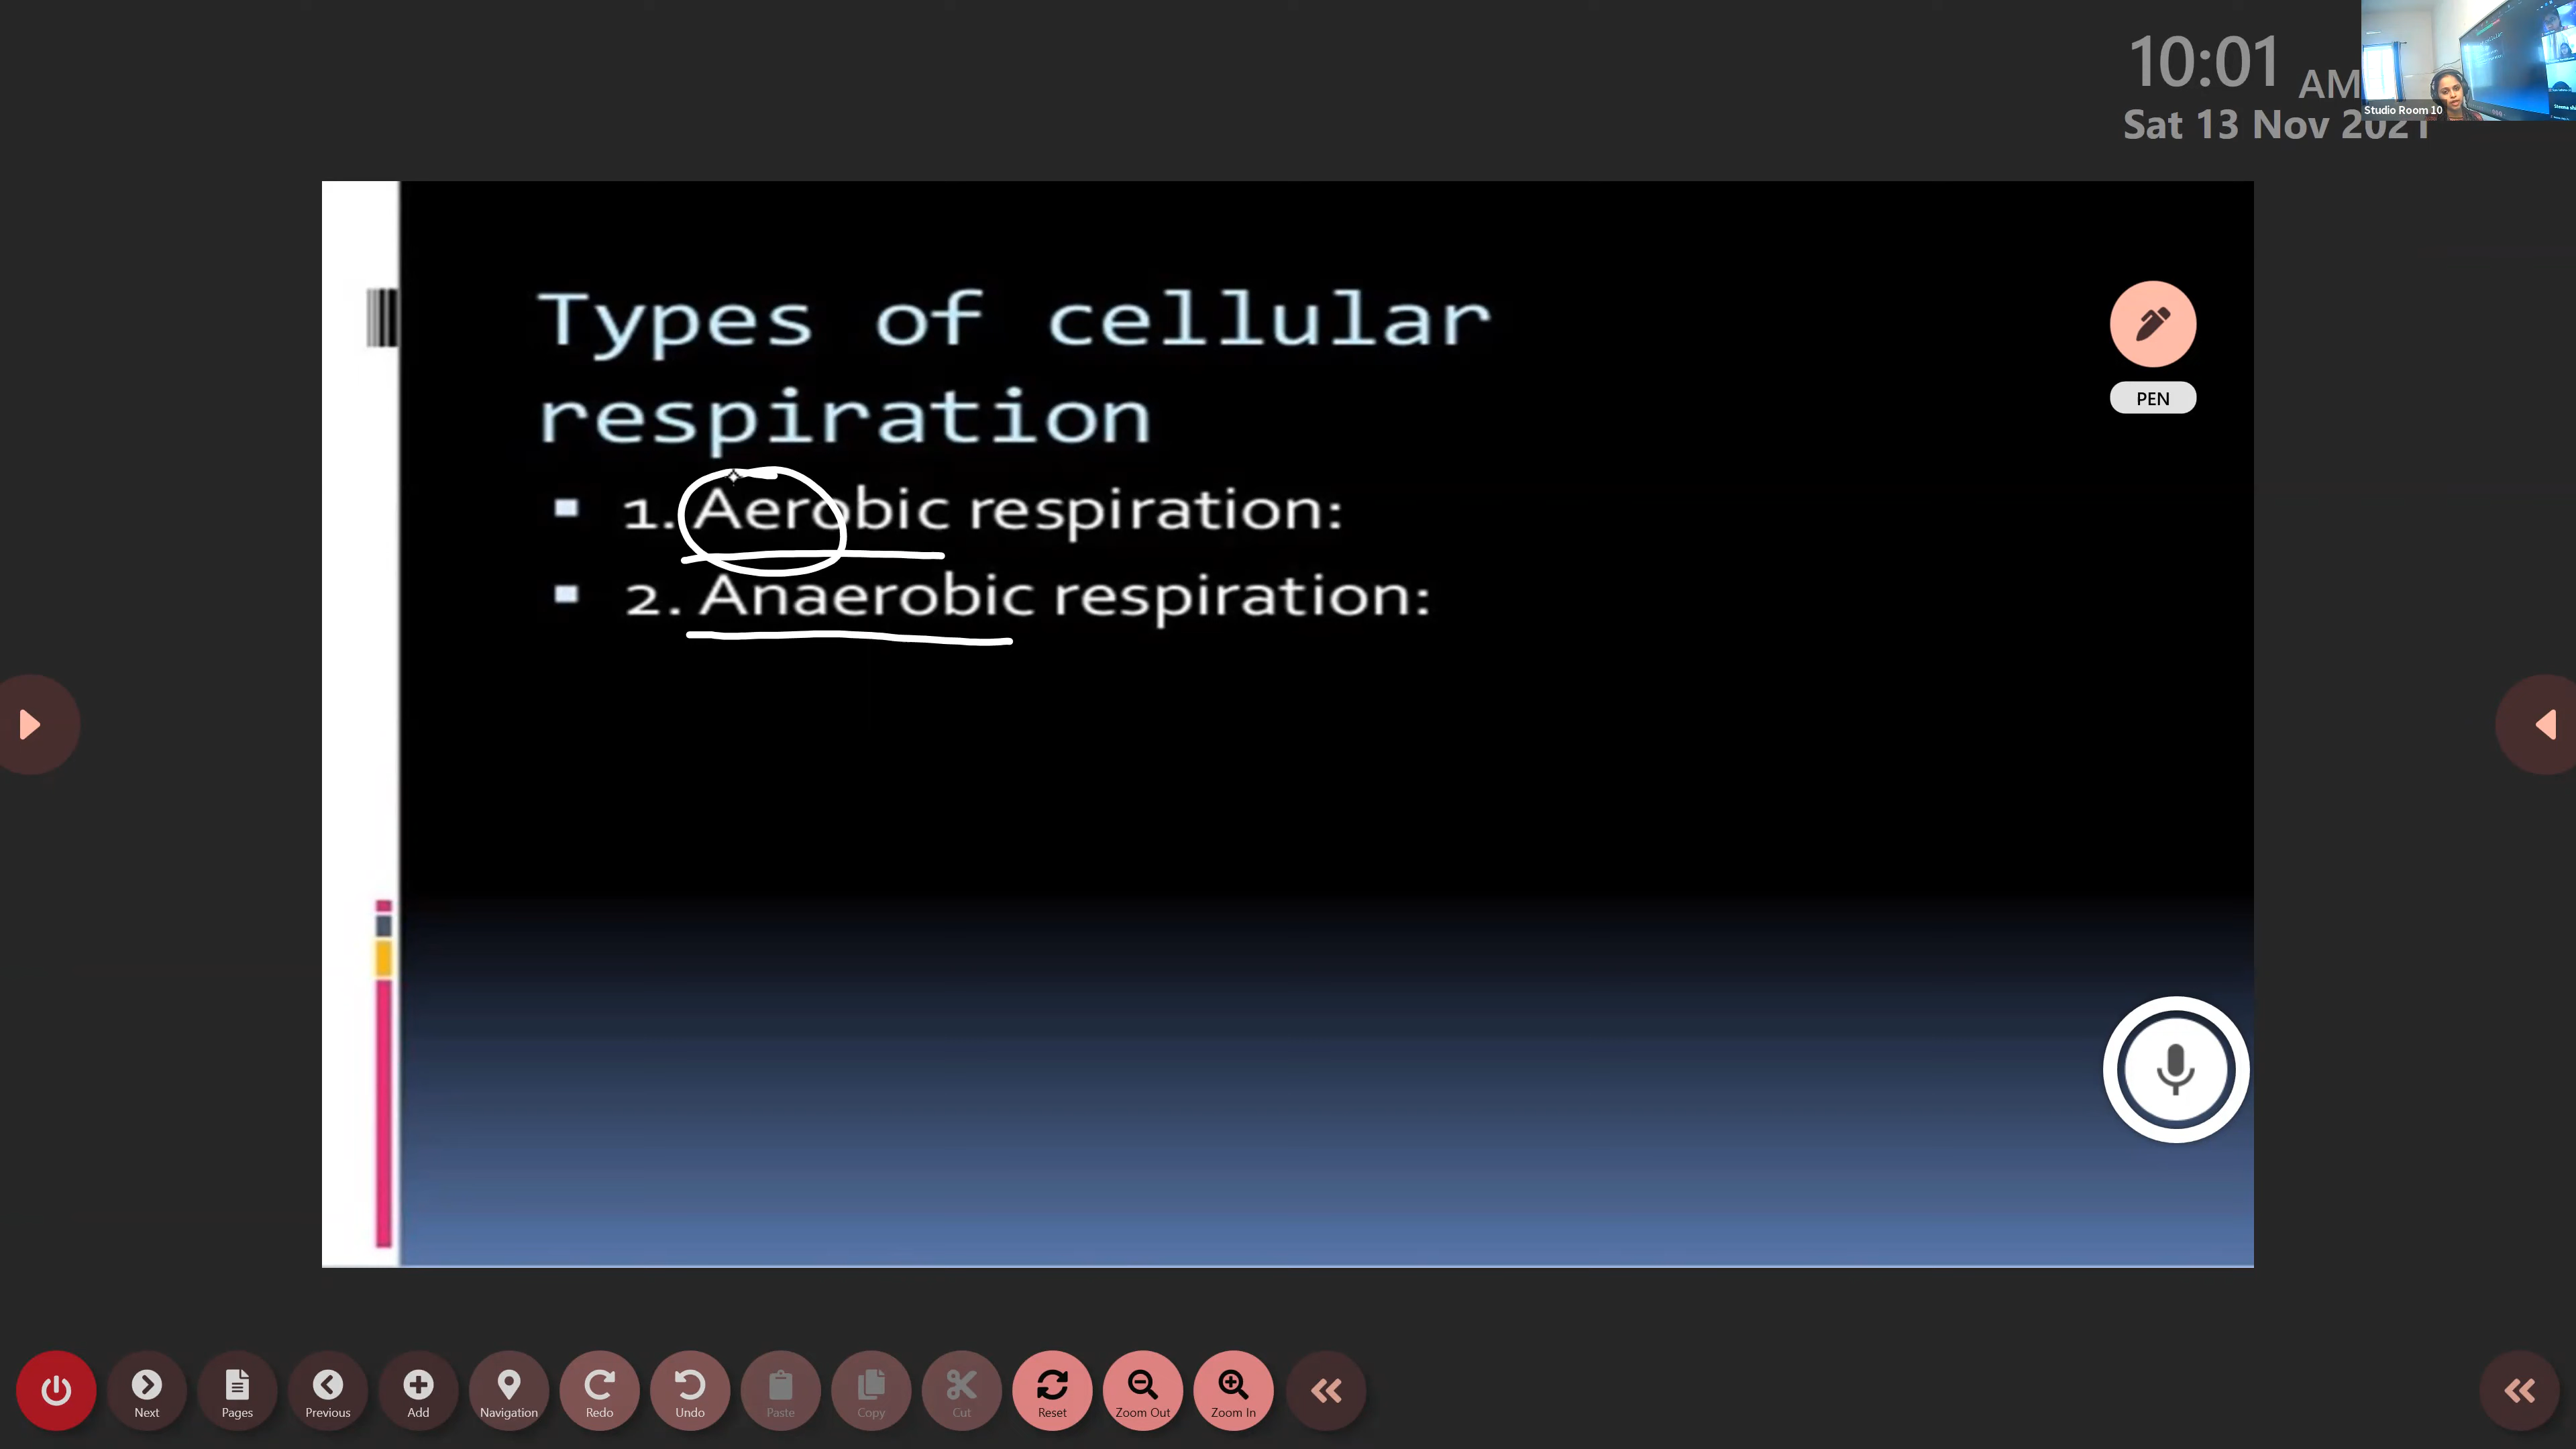 10:01 AM
Sat 13 Nov 2021
Studio Room 10
Types of cellular
respiration
PEN
▪ 1. Aerobic respiration:
▪ 2. Anaerobic respiration:
Next
Pages
Previous
Add
Navigation
Redo
Undo
Paste
Copy
Cut
Reset
Zoom Out
Zoom In